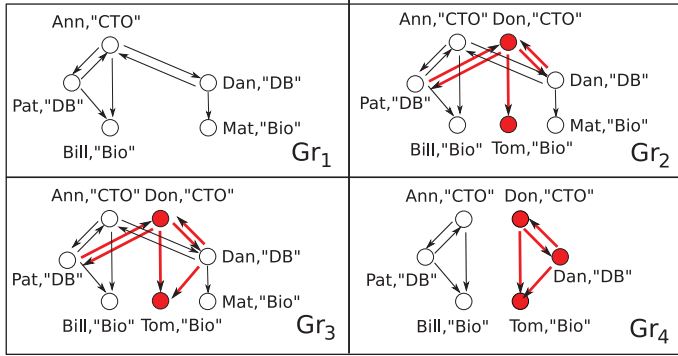 Ann,"CTO"
Dan,"DB"
Pat,"DB"
Mat,"Bio"
Bill,"Bio"
Gr1
Ann,"CTO" Don,"CTO"
Dan,"DB"
Pat,"DB"
Mat,"Bio"
Bill,"Bio" Tom,"Bio"
Gr2
Ann,"CTO" Don,"CTO"
Dan,"DB"
Pat,"DB"
Mat,"Bio"
Bill,"Bio" Tom,"Bio"
Gr3
Ann,"CTO" Don,"CTO"
Pat,"DB"
Dan,"DB"
Bill,"Bio" Tom,"Bio"
Gr4